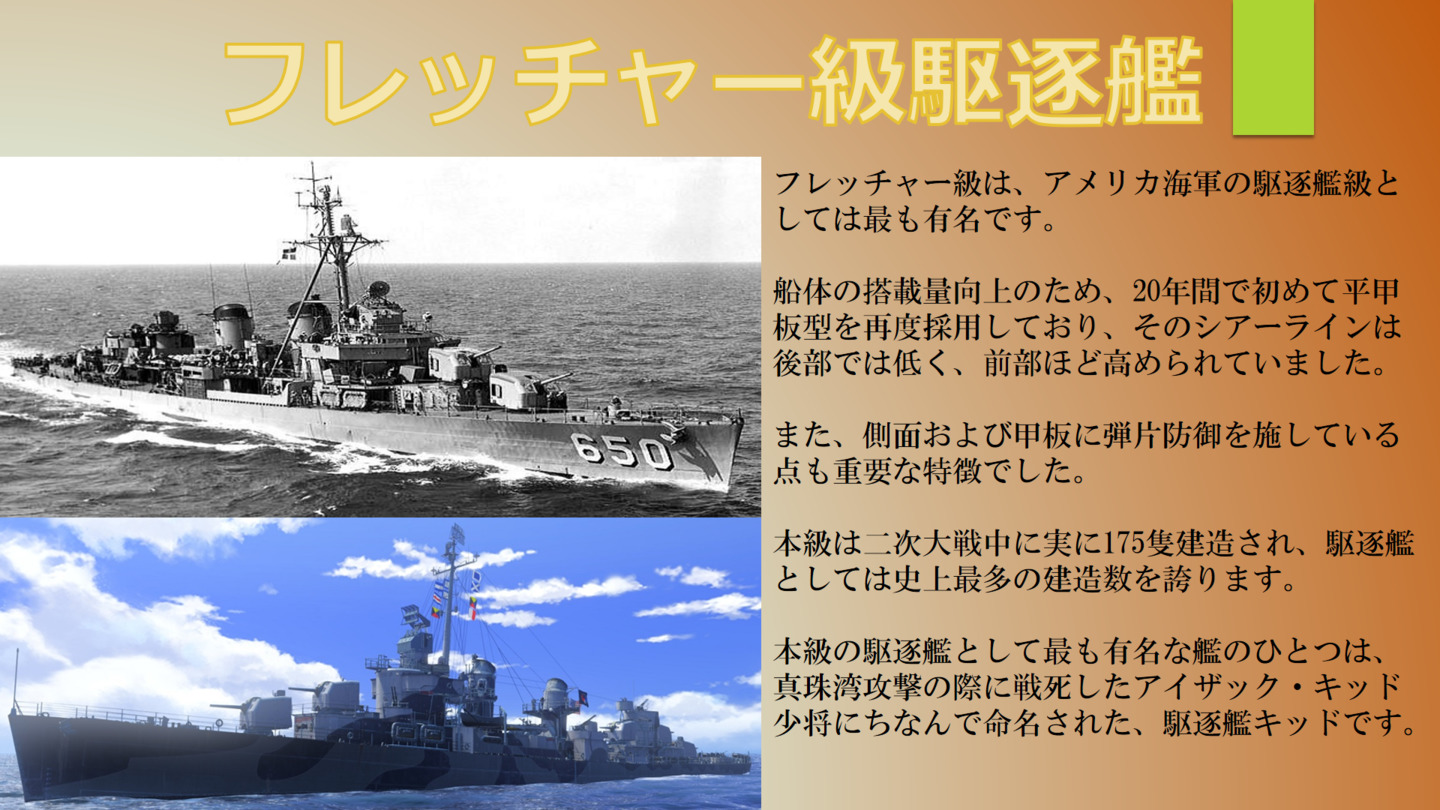 フレッチャー級駆逐艦
フレッチャー級は、アメリカ海軍の駆逐艦級と
しては最も有名です。
船体の搭載量向上のため、20年間で初めて平甲
板型を再度採用しており、そのシアーラインは
後部では低く、前部ほど高められていました。
また、側面および甲板に弾片防御を施している
点も重要な特徴でした。
本級は二次大戦中に実に175隻建造され、駆逐艦
としては史上最多の建造数を誇ります。
本級の駆逐艦として最も有名な艦のひとつは、
真珠湾攻撃の際に戦死したアイザック・キッド
少将にちなんで命名された、駆逐艦キッドです。
650